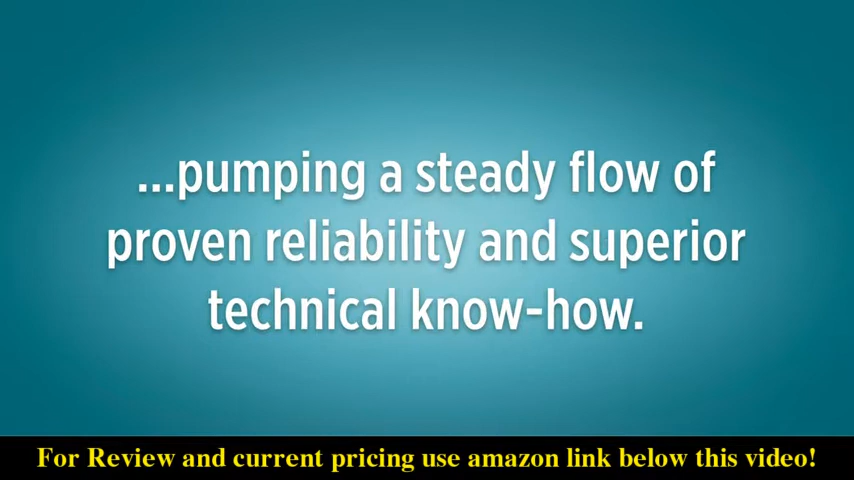 ...pumping a steady flow of
proven reliability and superior
technical know-how.
For Review and current pricing use amazon link below this video!